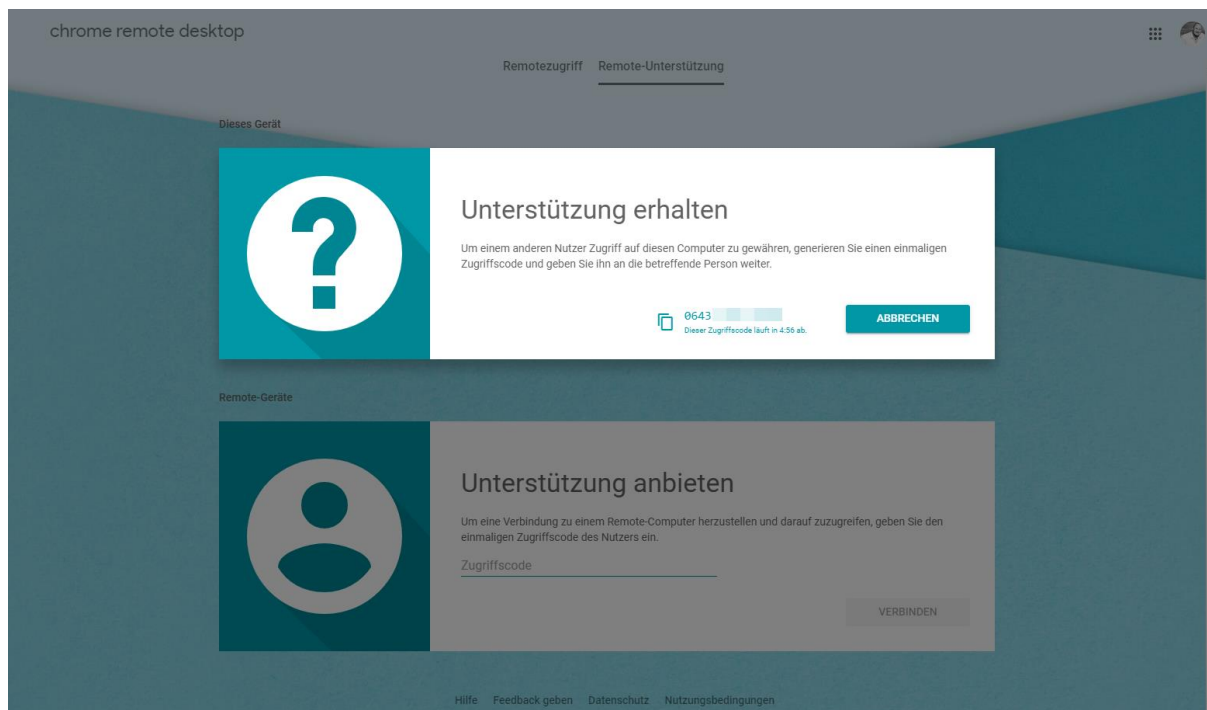 chrome remote desktop
Remotezugriff Remote-Unterstützung
Dieses Gerät
Unterstützung erhalten
Um einem anderen Nutzer Zugriff auf diesen Computer zu gewähren, generieren Sie einen einmaligen
Zugriffscode und geben Sie ihn an die betreffende Person weiter.
0643
ABBRECHEN
Dieser Zugriffscode läuft in 4:56 ab.
Remote-Geräte
Unterstützung anbieten
Um eine Verbindung zu einem Remote-Computer herzustellen und darauf zuzugreifen, geben Sie den
einmaligen Zugriffscode des Nutzers ein.
Zugriffscode
VERBINDEN
Hilfe Feedback geben Datenschutz Nutzungsbedingungen